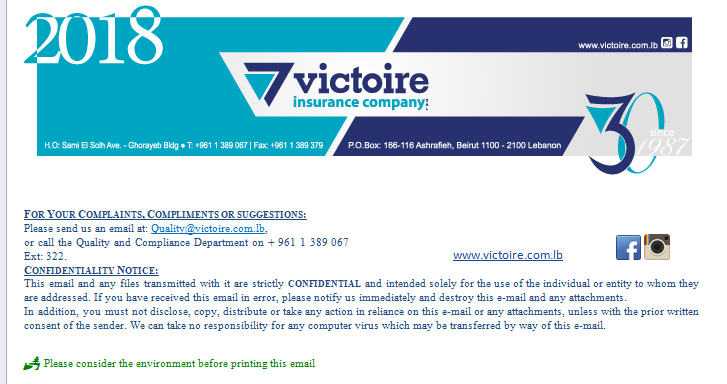 2018
www.victoire.com.lb
victoire
insurance company
30
since
1987
H.O: Sami El Solh Ave. - Ghorayeb Bldg ● T: +961 1 389 067 | Fax: +961 1 389 379
P.O.Box: 166-116 Ashrafieh, Beirut 1100 - 2100 Lebanon
FOR YOUR COMPLAINTS, COMPLIMENTS OR SUGGESTIONS:
Please send us an email at: Quality@victoire.com.lb,
or call the Quality and Compliance Department on + 961 1 389 067
Ext: 322.
www.victoire.com.lb
CONFIDENTIALITY NOTICE:
This email and any files transmitted with it are strictly CONFIDENTIAL and intended solely for the use of the individual or entity to whom they
are addressed. If you have received this email in error, please notify us immediately and destroy this e-mail and any attachments.
In addition, you must not disclose, copy, distribute or take any action in reliance on this e-mail or any attachments, unless with the prior written
consent of the sender. We can take no responsibility for any computer virus which may be transferred by way of this e-mail.
Please consider the environment before printing this email